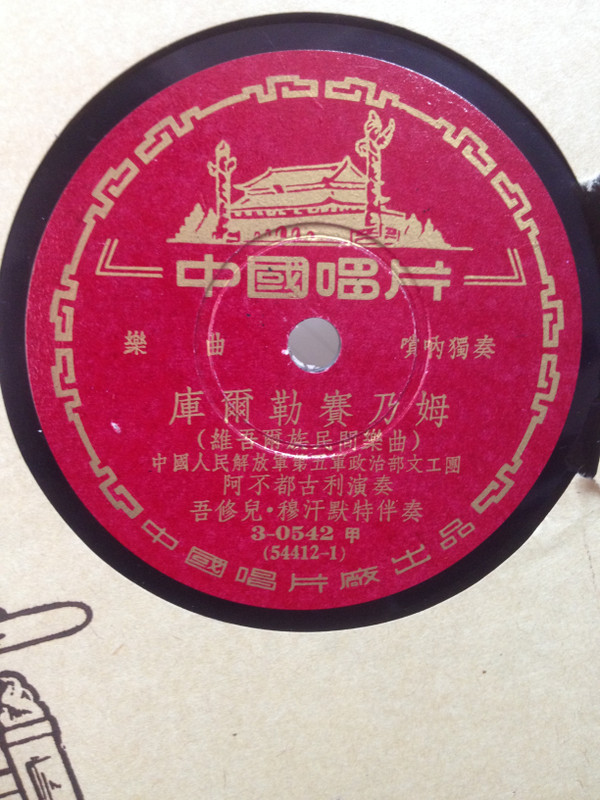 中國唱片
樂曲 嗩吶獨奏
庫爾勒賽乃姆
(維吾爾族民間樂曲)
中國人民解放軍第五軍政治部文工團
阿不都古利演奏
吾修兒·穆汗默特伴奏
3-0542 甲
(54412-1)
中國唱片廠出品